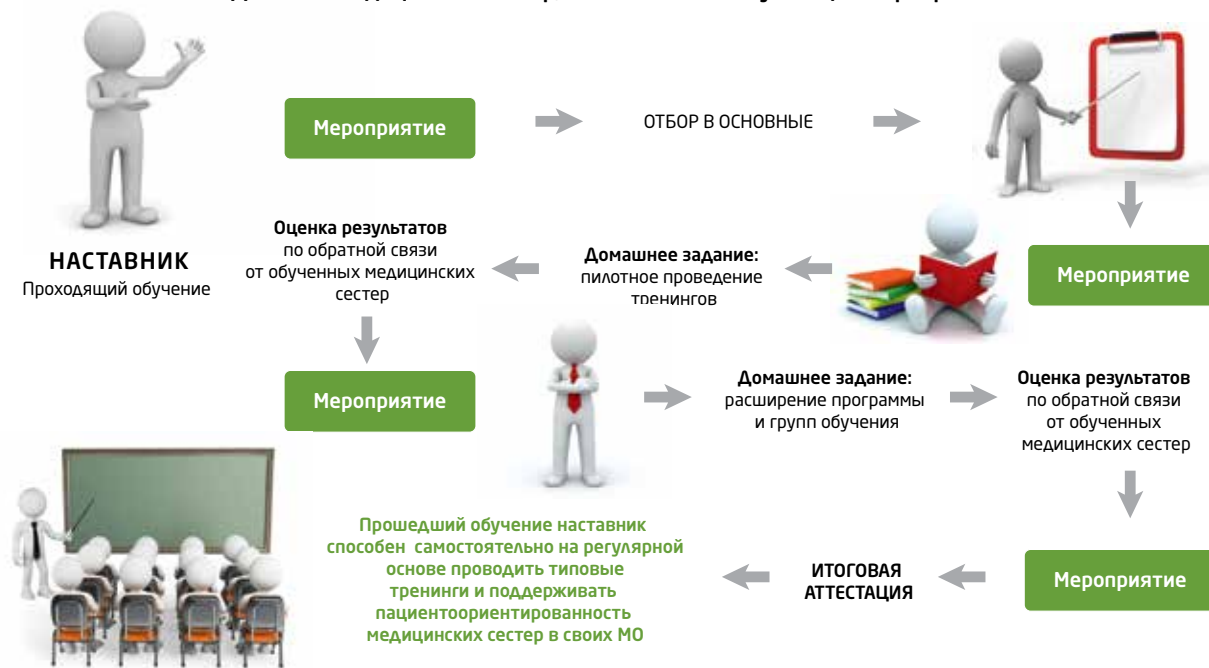 Мероприятие
ОТБОР В ОСНОВНЫЕ
НАСТАВНИК
Проходящий обучение
Оценка результатов
по обратной связи
от обученных медицинских
сестер
Домашнее задание:
пилотное проведение
тренингов
Мероприятие
Мероприятие
Домашнее задание:
расширение программы
и групп обучения
Оценка результатов
по обратной связи
от обученных
медицинских сестер
Прошедший обучение наставник
способен самостоятельно на регулярной
основе проводить типовые
тренинги и поддерживать
пациентоориентированность
медицинских сестер в своих МО
ИТОГОВАЯ
АТТЕСТАЦИЯ
Мероприятие